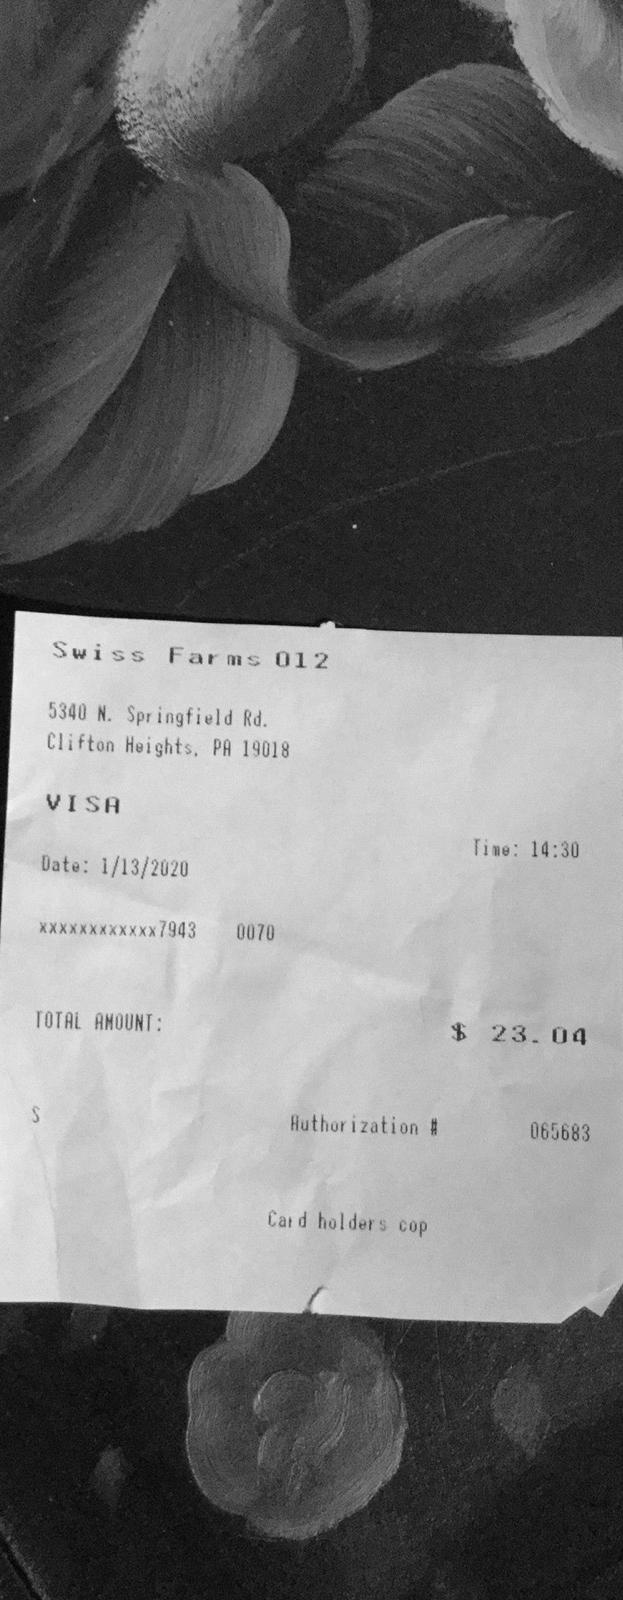 Swiss Farms 012
5340 N. Springfield Rd.
Clifton Heights, PA 19018
VISA
Time: 14:30
Date: 1/13/2020
xxxxxxxxxxxx7943 0070
TOTAL AMOUNT:
$ 23.04
S Authorization # 065683
Card holders cop